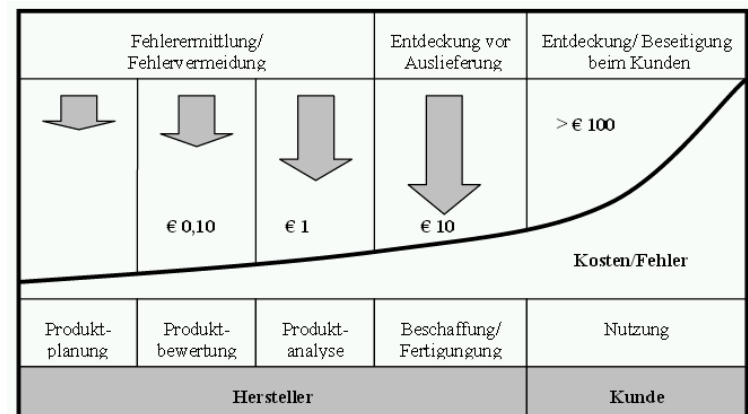 Fehlerermittlung/
Fehlervermeidung
Entdeckung vor
Auslieferung
Entdeckung/ Beseitigung
beim Kunden
> € 100
€ 0,10
€ 1
€ 10
Kosten/Fehler
Produkt-
planung
Produkt-
bewertung
Produkt-
analyse
Beschaffung/
Fertigungung
Nutzung
Hersteller
Kunde